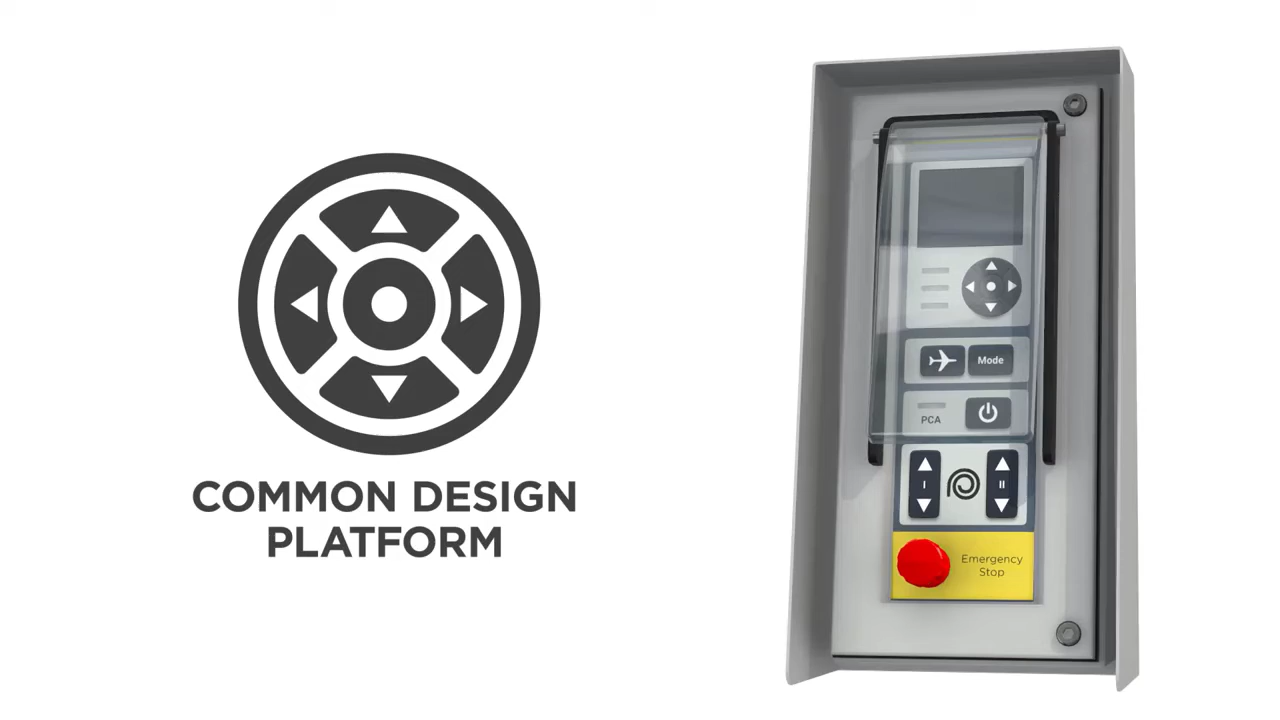 COMMON DESIGN
PLATFORM
Mode
PCA
I
II
Emergency
Stop